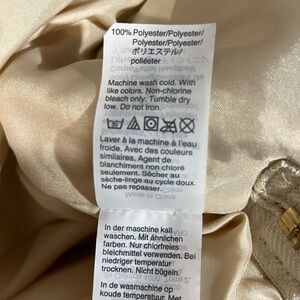 100% Polyester/Polyester/
Polyester/Polyester/
ポリエステル/
poliéster
Machine wash cold. With
like colors. Non-chlorine
bleach only. Tumble dry
low. Do not iron.
Laver à la machine à l'eau
froide. Avec des couleurs
similaires. Agent de
blanchiment non chloré
seulement. Sécher au
sèche-linge au cycle doux.
Ne pas repasser.
In der maschine kalt
waschen. Mit ähnlichen
farben. Nur chlorfreies
bleichmittel verwenden. Bei
niedriger temperatur
trocknen. Nicht bügeln.
In de wasmachine op
koude temperatuur. Met